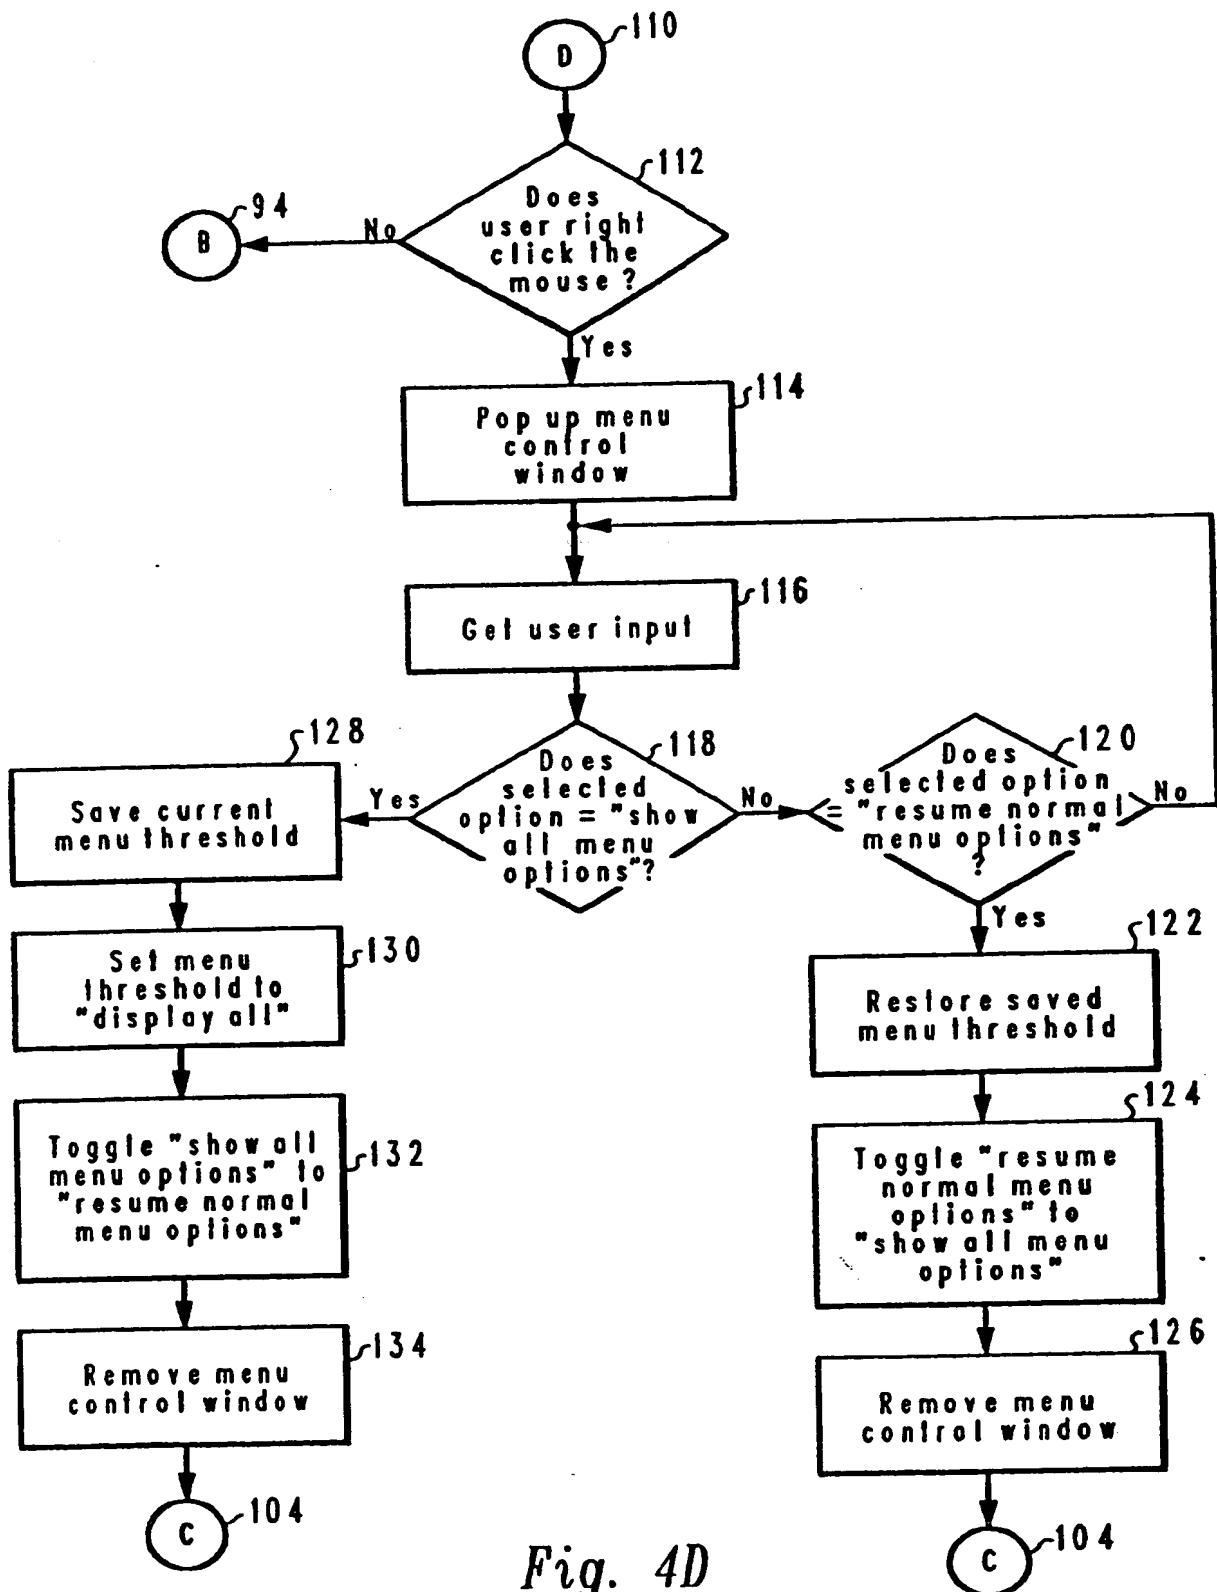 D
110
112
Does
user right
click the
mouse ?
No
94
B
Yes
114
Pop up menu
control
window
116
Get user input
118
Does
selected
option = "show
all menu
options"?
Yes
No
120
Does
selected option
= "resume normal
menu options"
?
No
Yes
128
Save current
menu threshold
130
Set menu
threshold to
"display all"
132
Toggle "show all
menu options" to
"resume normal
menu options"
134
Remove menu
control window
C
104
122
Restore saved
menu threshold
124
Toggle "resume
normal menu
options" to
"show all menu
options"
126
Remove menu
control window
C
104
Fig. 4D